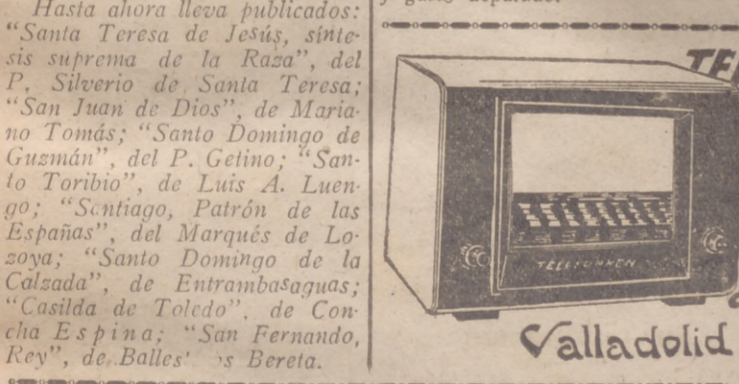 Hasta ahora lleva publicados:
“Santa Teresa de Jesús, sínte-
sis suprema de la Raza”, del
P. Silverio de Santa Teresa;
“San Juan de Dios”, de Maria-
no Tomás; “Santo Domingo de
Guzmán”, del P. Getino; “San-
to Toribio”, de Luis A. Luen-
go; “Santiago, Patrón de las
Españas”, del Marqués de Lo-
zoya; “Santo Domingo de la
Calzada”, de Entrambasaguas;
“Casilda de Toledo”, de Con-
cha Espina; “San Fernando,
Rey”, de Bereta.
TELEFUNKEN
Valladolid